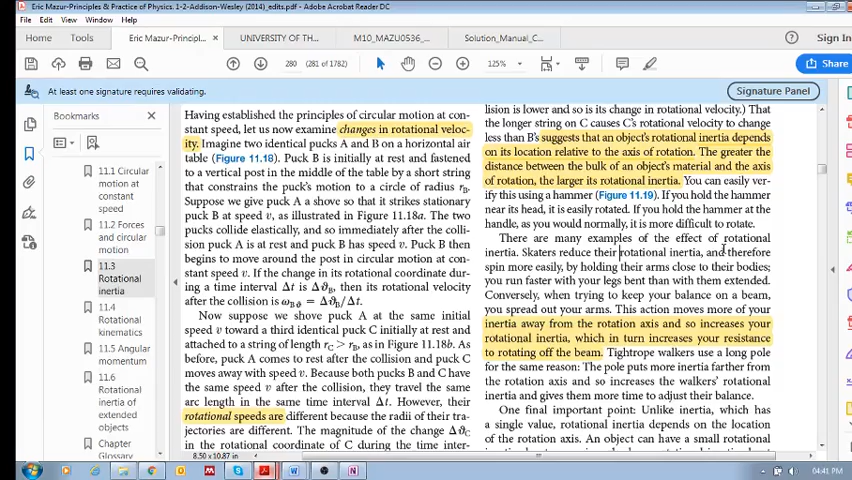 Eric Mazur-Principles & Practice of Physics. 1-2-Addison-Wesley (2014)_edits.pdf - Adobe Acrobat Reader DC
File Edit View Window Help
Home Tools Eric Mazur-Principl... × UNIVERSITY OF TH... M10_MAZU0536_... Solution_Manual_C... Sign In
280 (281 of 1782) 125%
At least one signature requires validating. Signature Panel
Bookmarks
11.1
Circular
motion at
constant
speed
11.2 Forces
and circular
motion
11.3
Rotational
inertia
11.4
Rotational
kinematics
11.5 Angular
momentum
11.6
Rotational
inertia of
extended
objects
Chapter
Glossary
Having established the principles of circular motion at con-
stant speed, let us now examine changes in rotational veloc-
ity. Imagine two identical pucks A and B on a horizontal air
table (Figure 11.18). Puck B is initially at rest and fastened
to a vertical post in the middle of the table by a short string
that constrains the puck's motion to a circle of radius rB.
Suppose we give puck A a shove so that it strikes stationary
puck B at speed v, as illustrated in Figure 11.18a. The two
pucks collide elastically, and so immediately after the colli-
sion puck A is at rest and puck B has speed v. Puck B then
begins to move around the post in circular motion at con-
stant speed v. If the change in its rotational coordinate dur-
ing a time interval Δt is ΔϑB, then its rotational velocity
after the collision is ωBϑ = ΔϑB/Δt.
Now suppose we shove puck A at the same initial
speed v toward a third identical puck C initially at rest and
attached to a string of length rC > rB, as in Figure 11.18b. As
before, puck A comes to rest after the collision and puck C
moves away with speed v. Because both pucks B and C have
the same speed v after the collision, they travel the same
arc length in the same time interval Δt. However, their
rotational speeds are different because the radii of their tra-
jectories are different. The magnitude of the change ΔϑC
in the rotational coordinate of C during the time inter-
8.50 x 10.87 in
lision is lower and so is its change in rotational velocity.) That
the longer string on C causes C's rotational velocity to change
less than B's suggests that an object's rotational inertia depends
on its location relative to the axis of rotation. The greater the
distance between the bulk of an object's material and the axis
of rotation, the larger its rotational inertia. You can easily ver-
ify this using a hammer (Figure 11.19). If you hold the hammer
near its head, it is easily rotated. If you hold the hammer at the
handle, as you would normally, it is more difficult to rotate.
There are many examples of the effect of rotational
inertia. Skaters reduce their rotational inertia, and therefore
spin more easily, by holding their arms close to their bodies;
you run faster with your legs bent than with them extended.
Conversely, when trying to keep your balance on a beam,
you spread out your arms. This action moves more of your
inertia away from the rotation axis and so increases your
rotational inertia, which in turn increases your resistance
to rotating off the beam. Tightrope walkers use a long pole
for the same reason: The pole puts more inertia farther from
the rotation axis and so increases the walkers' rotational
inertia and gives them more time to adjust their balance.
One final important point: Unlike inertia, which has
a single value, rotational inertia depends on the location
of the rotation axis. An object can have a small rotational
04:41 PM